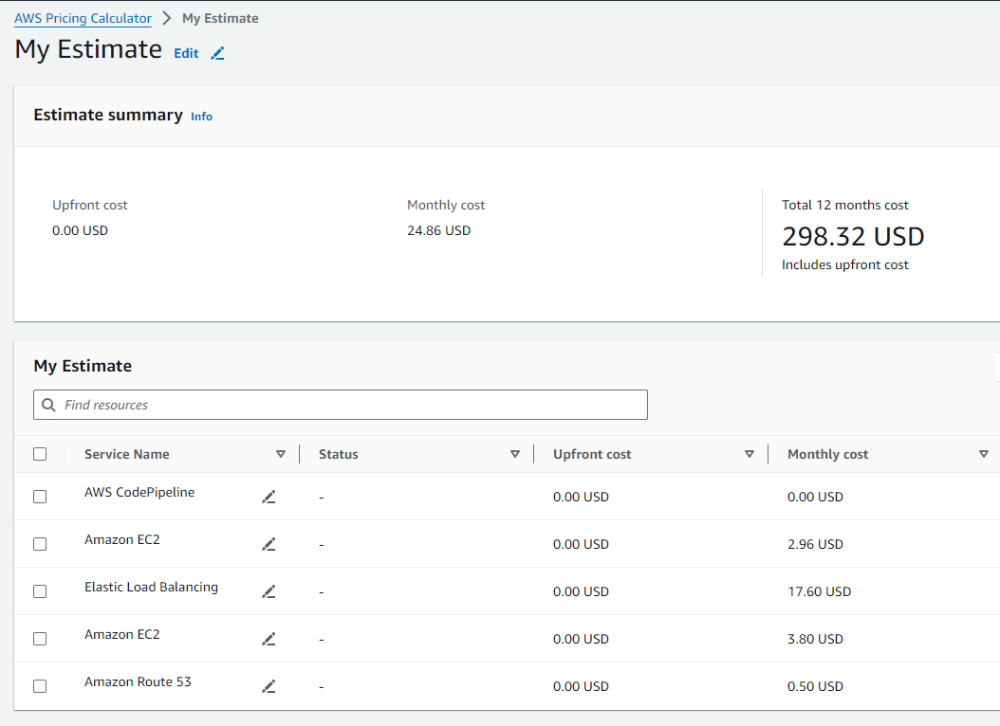 AWS Pricing Calculator My Estimate
My Estimate Edit
Estimate summary Info
Upfront cost Monthly cost Total 12 months cost
0.00 USD 24.86 USD 298.32 USD
Includes upfront cost
My Estimate
Find resources
Service Name Status Upfront cost Monthly cost
AWS CodePipeline - 0.00 USD 0.00 USD
Amazon EC2 - 0.00 USD 2.96 USD
Elastic Load Balancing - 0.00 USD 17.60 USD
Amazon EC2 - 0.00 USD 3.80 USD
Amazon Route 53 - 0.00 USD 0.50 USD